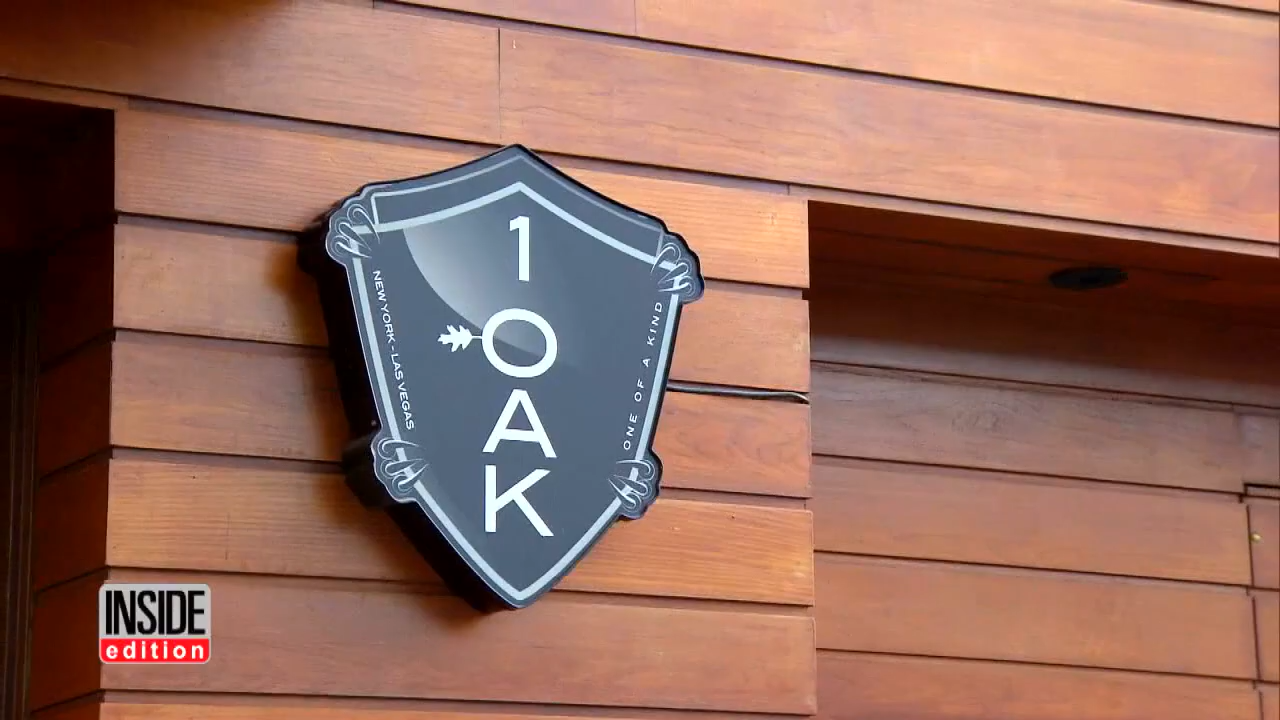 1
OAK
NEW YORK - LAS VEGAS
ONE OF A KIND
INSIDE
edition